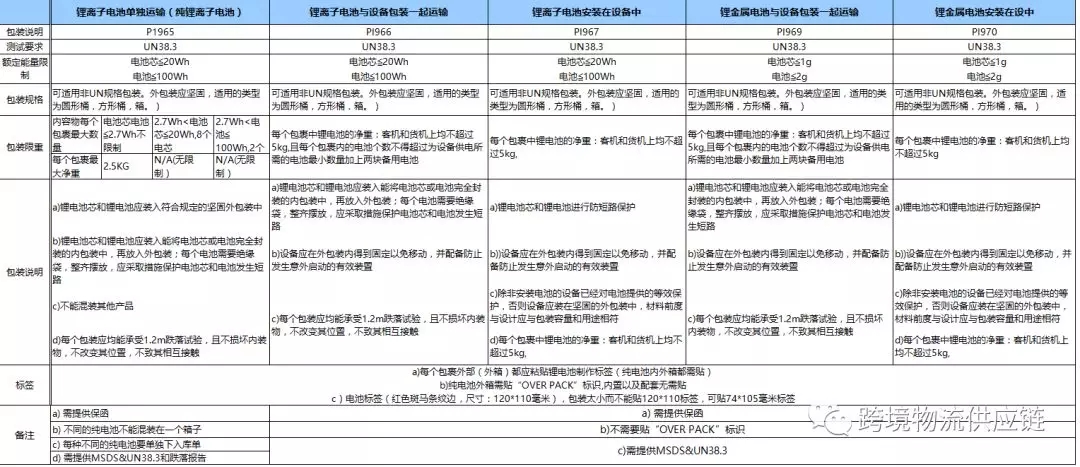 锂离子电池单独运输（纯锂离子电池） 锂离子电池与设备包装一起运输 锂离子电池安装在设备中 锂金属电池与设备包装一起运输 锂金属电池安装在设中
包装说明 P1965 PI966 PI967 PI969 PI970
测试要求 UN38.3 UN38.3 UN38.3 UN38.3 UN38.3
额定能量限制 电池芯≦20Wh 电池芯≦20Wh 电池芯≦20Wh 电池芯≦1g 电池芯≦1g
电池≦100Wh 电池≦100Wh 电池≦100Wh 电池≦2g 电池≦2g
包装规格
可适用非UN规格包装。外包装应坚固，适用的类型为圆形桶，方形桶，箱。）
可适用非UN规格包装。外包装应坚固，适用的类型为圆形桶，方形桶，箱。）
可适用非UN规格包装。外包装应坚固，适用的类型为圆形桶，方形桶，箱。）
可适用非UN规格包装。外包装应坚固，适用的类型为圆形桶，方形桶，箱。）
可适用非UN规格包装。外包装应坚固，适用的类型为圆形桶，方形桶，箱。）
包装限重
内容物每个包裹最大数量
电池芯电池≦2.7Wh不限制
2.7Wh<电池芯≦20Wh,8个电芯
2.7Wh<电池≦100Wh,2个
每个包裹最大净重
2.5KG
N/A(无限制）
N/A（无限制）
每个包裹中锂电池的净重：客机和货机上均不超过5kg,且每个包裹内的电池个数不得超过为设备供电所需的电池最小数量加上两块备用电池
每个包裹中锂电池的净重：客机和货机上均不超过5kg,
每个包裹中锂电池的净重：客机和货机上均不超过5kg,且每个包裹内的电池个数不得超过为设备供电所需的电池最小数量加上两块备用电池
每个包裹中锂电池的净重：客机和货机上均不超过5kg,
包装说明
a)锂电池芯和锂电池应装入符合规定的坚固外包装中
b)锂电池芯和锂电池应装入能将电芯或电池完全封装的内包装中，再放入外包装；每个电池需要绝缘袋，整齐摆放，应采取措施保护电池芯和电池发生短路
c)不能混装其他产品
d)每个包装应均能承受1.2m跌落试验，且不损坏内装物，不改变其位置，不致其相互接触
a)锂电池芯和锂电池应装入能将电芯或电池完全封装的内包装中，再放入外包装；每个电池需要绝缘袋，整齐摆放，应采取措施保护电池芯和电池发生短路
b)设备应在外包装内得到固定以免移动，并配备防止发生意外启动的有效装置
c)每个包装应均能承受1.2m跌落试验，且不损坏内装物，不改变其位置，不致其相互接触
a)锂电池芯和锂电池进行防短路保护
b)设备应在外包装内得到固定以免移动，并配备防止发生意外启动的有效装置
c)除非安装电池的设备已经对电池提供的等效保护，否则设备应装在坚固的外包装中，材料前度与设计应与包装容量和用途相符
d)每个包裹中锂电池的净重：客机和货机上均不超过5kg,
a)锂金属电池芯和锂电池应装入能将电芯或电池完全封装的内包装中，再放入外包装；每个电池需要绝缘袋，整齐摆放，应采取措施保护电池芯和电池发生短路
b)设备应在外包装内得到固定以免移动，并配备防止发生意外启动的有效装置
c)每个包装应均能承受1.2m跌落试验，且不损坏内装物，不改变其位置，不致其相互接触
a)锂电池芯和锂电池进行防短路保护
b)设备应在外包装内得到固定以免移动，并配备防止发生意外启动的有效装置
c)除非安装电池的设备已经对电池提供的等效保护，否则设备应装在坚固的外包装中，材料前度与设计应与包装容量和用途相符
d)每个包裹中锂电池的净重：客机和货机上均不超过5kg,
标签
a)每个包裹外部（外箱）都应粘贴锂电池制作标签（纯电池内外箱都需贴）
b)纯电池外箱需贴“OVER PACK”标识,内置以及配套无需贴
c）电池标签（红色斑马条纹边，尺寸：120*110毫米），包装太小而不能贴120*110标签，可贴74*105毫米标签
备注
a) 需提供保函
b) 不同的纯电池不能混装在一个箱子
c) 每种不同的纯电池要单独下入库单
d) 需提供MSDS&UN38.3和跌落报告
a) 需提供保函
b)不需要贴“OVER PACK”标识
c)需提供MSDS&UN38.3
跨境物流供应链